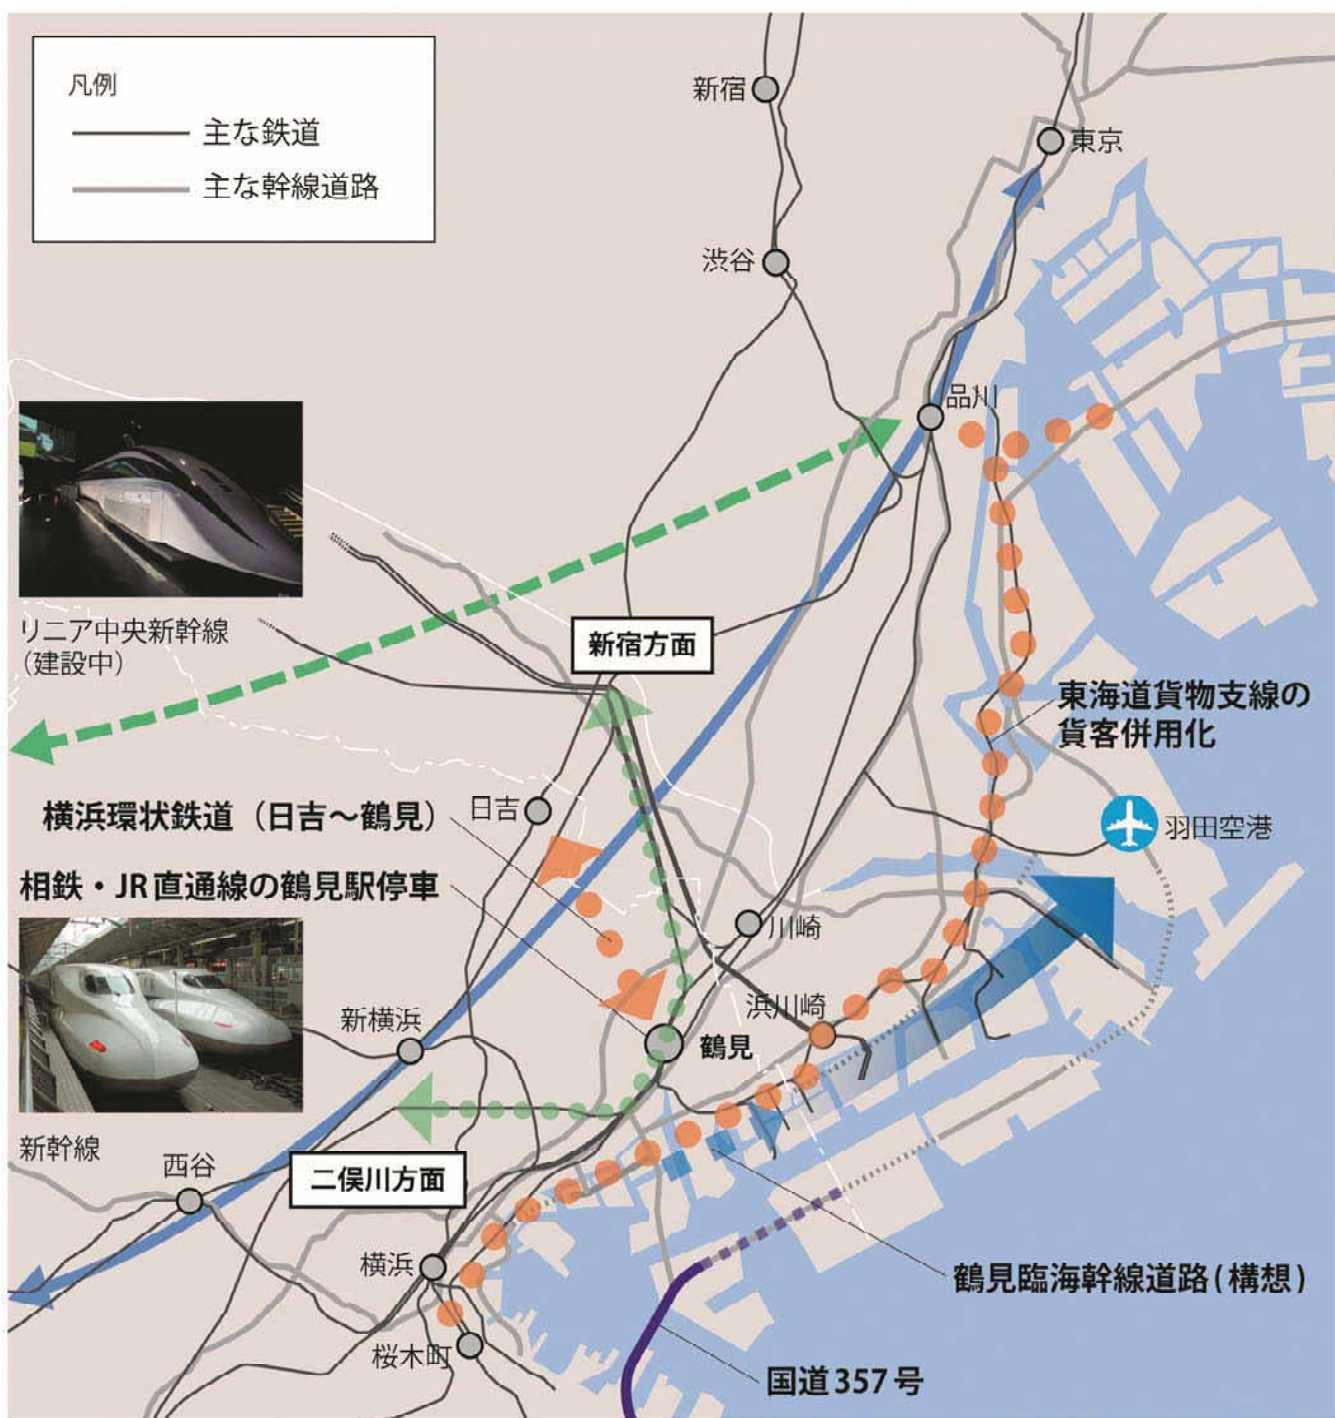 凡例
主な鉄道
主な幹線道路
新宿
東京
渋谷
品川
リニア中央新幹線
(建設中)
新宿方面
東海道貨物支線の
貨客併用化
横浜環状鉄道(日吉〜鶴見)
日吉
羽田空港
相鉄・JR直通線の鶴見駅停車
川崎
浜川崎
新横浜
鶴見
新幹線
西谷
二俣川方面
横浜
鶴見臨海幹線道路(構想)
桜木町
国道357号